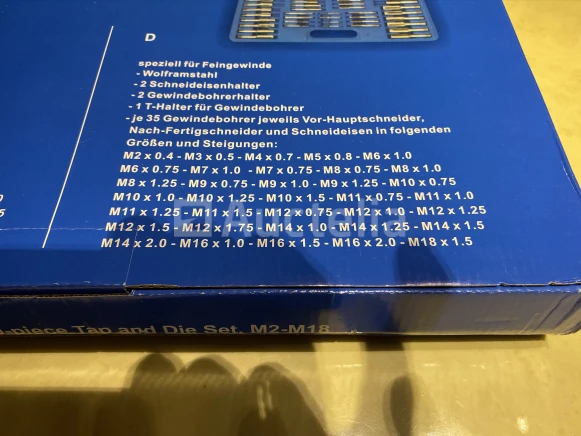 D
speziell für Feingewinde
- Wolframstahl
- 2 Schneideisenhalter
- 2 Gewindebohrerhalter
- 1 T-Halter für Gewindebohrer
- je 35 Gewindebohrer jeweils Vor-Hauptschneider,
Nach-Fertigschneider und Schneideisen in folgenden
Größen und Steigungen:
M2 x 0.4 - M3 x 0.5 - M4 x 0.7 - M5 x 0.8 - M6 x 1.0
M6 x 0.75 - M7 x 1.0 - M7 x 0.75 - M8 x 0.75 - M8 x 1.0
M8 x 1.25 - M9 x 0.75 - M9 x 1.0 - M9 x 1.25 - M10 x 0.75
M10 x 1.0 - M10 x 1.25 - M10 x 1.5 - M11 x 0.75 - M11 x 1.0
M11 x 1.25 - M11 x 1.5 - M12 x 0.75 - M12 x 1.0 - M12 x 1.25
M12 x 1.5 - M12 x 1.75 - M14 x 1.0 - M14 x 1.25 - M14 x 1.5
M14 x 2.0 - M16 x 1.0 - M16 x 1.5 - M16 x 2.0 - M18 x 1.5
Auctelia
-piece Tap and Die Set, M2-M18